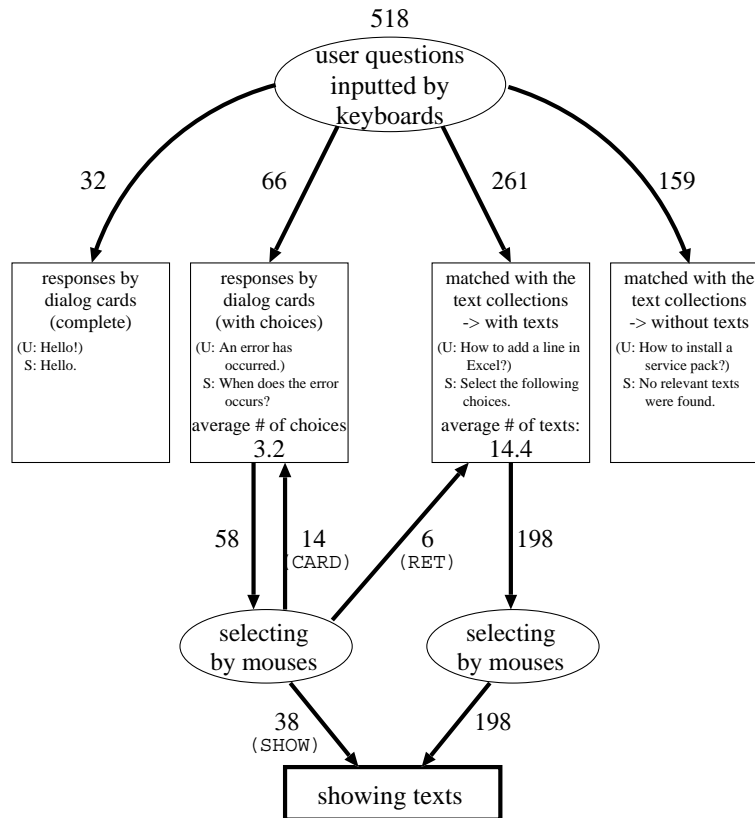 518
user questions
inputted by
keyboards
32
66
261
159
responses by
dialog cards
(complete)
(U: Hello!)
S: Hello.
responses by
dialog cards
(with choices)
(U: An error has
occurred.)
S: When does the error
occurs?
average # of choices
3.2
matched with the
text collections
-> with texts
(U: How to add a line in
Excel?)
S: Select the following
choices.
average # of texts:
14.4
matched with the
text collections
-> without texts
(U: How to install a
service pack?)
S: No relevant texts
were found.
58
14
(CARD)
6
(RET)
198
selecting
by mouses
selecting
by mouses
38
(SHOW)
198
showing texts